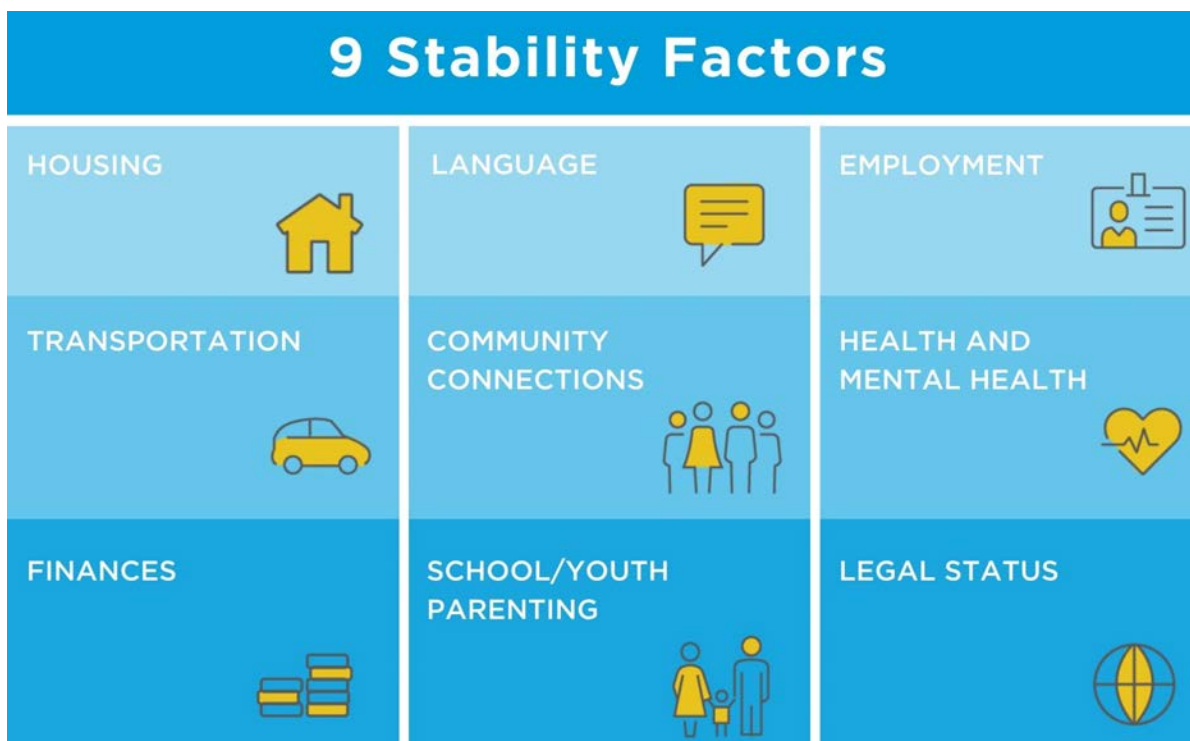 9 Stability Factors
HOUSING
LANGUAGE
EMPLOYMENT
TRANSPORTATION
COMMUNITY
CONNECTIONS
HEALTH AND
MENTAL HEALTH
FINANCES
SCHOOL/YOUTH
PARENTING
LEGAL STATUS